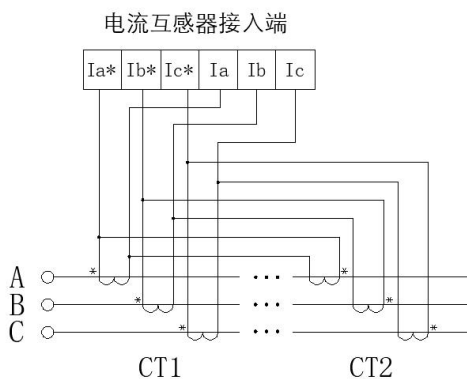 电流互感器接入端
Ia* Ib* Ic* Ia Ib Ic
* *
A ... 
B * ... *
C * ... *
CT1 CT2